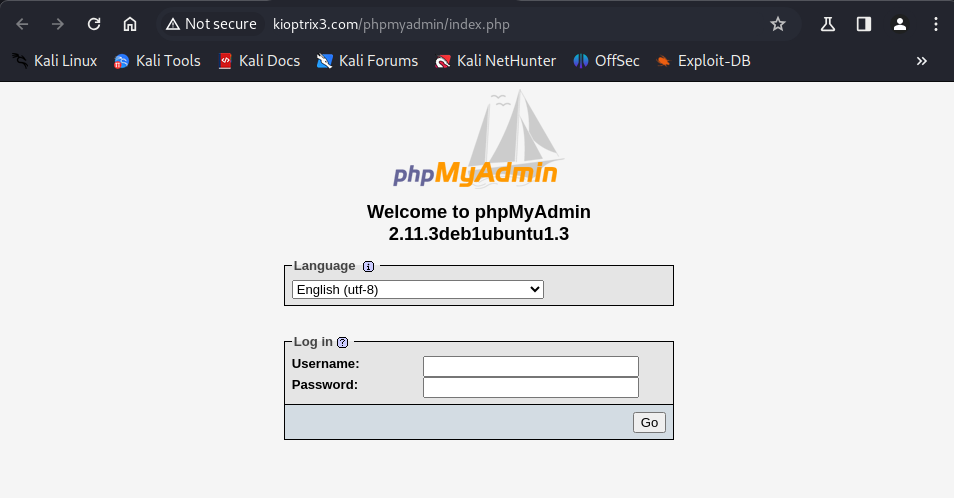 Not secure kioptrix3.com/phpmyadmin/index.php
Kali Linux Kali Tools Kali Docs Kali Forums Kali NetHunter OffSec Exploit-DB »
phpMyAdmin
Welcome to phpMyAdmin
2.11.3deb1ubuntu1.3
Language
English (utf-8)
Log in
Username:
Password:
Go